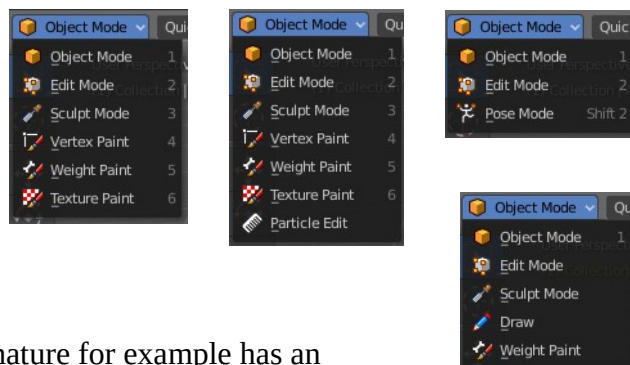 Object Mode Qui
Object Mode 1
Edit Mode 2
Sculpt Mode 3
Vertex Paint 4
Weight Paint 5
Texture Paint 6
Object Mode Qu
Object Mode 1
Edit Mode 2
Sculpt Mode 3
Vertex Paint 4
Weight Paint 5
Texture Paint 6
Particle Edit
Object Mode Quic
Object Mode 1
Edit Mode 2
Pose Mode Shift 2
Object Mode Qu
Object Mode 1
Edit Mode
Sculpt Mode
Draw
Weight Paint
nature for example has an